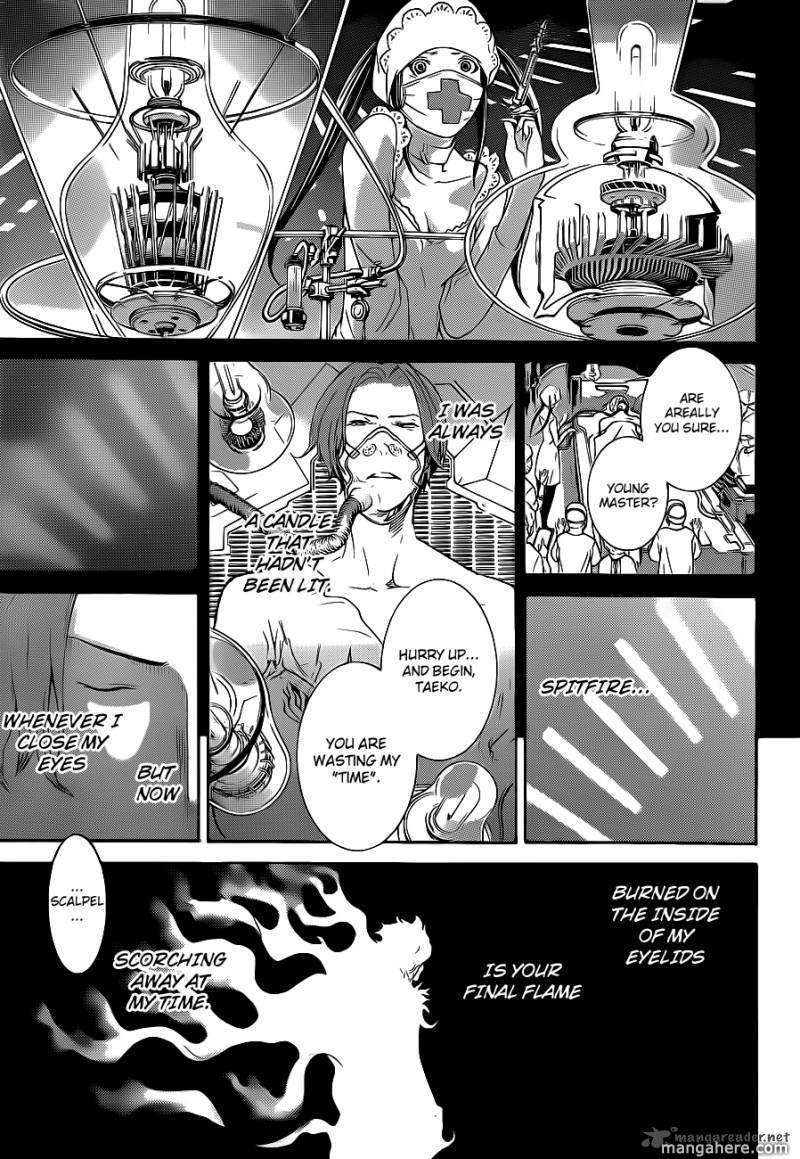 ARE
AREALLY
YOU SURE...
YOUNG
MASTER?
I WAS
ALWAYS
A CANDLE
THAT
HADN'T
BEEN LIT.
HURRY UP...
AND BEGIN,
TAEKO.
YOU ARE
WASTING MY
"TIME".
SPITFIRE...
BUT
NOW
WHENEVER I
CLOSE MY
EYES
BURNED ON
THE INSIDE
OF MY
EYELIDS
IS YOUR
FINAL FLAME
SCORCHING
AWAY AT
MY TIME.
...
SCALPEL
...
mangareader.net
mangahere.com